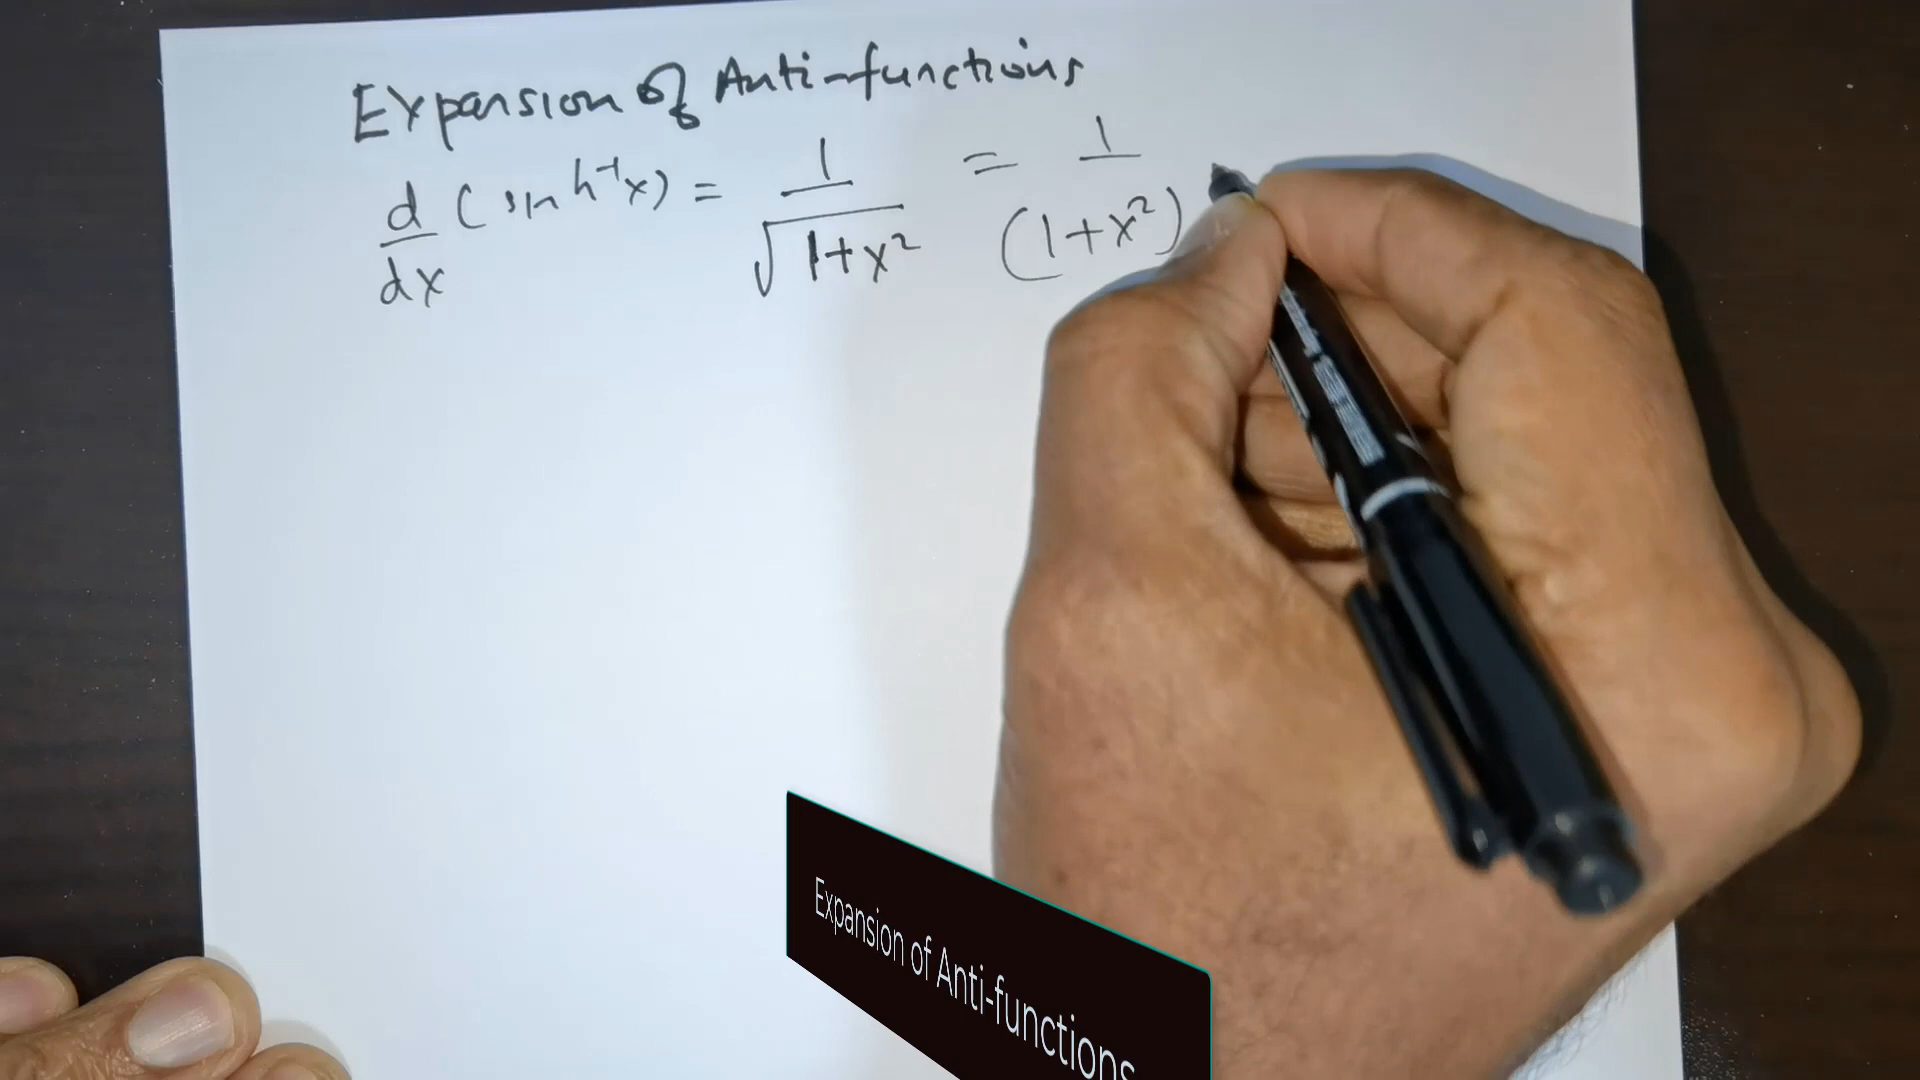 Expansion of Anti-functions
d/dx (sinh⁻¹x) = 1/√1+x² = 1/(1+x²)
Expansion of Anti-functions